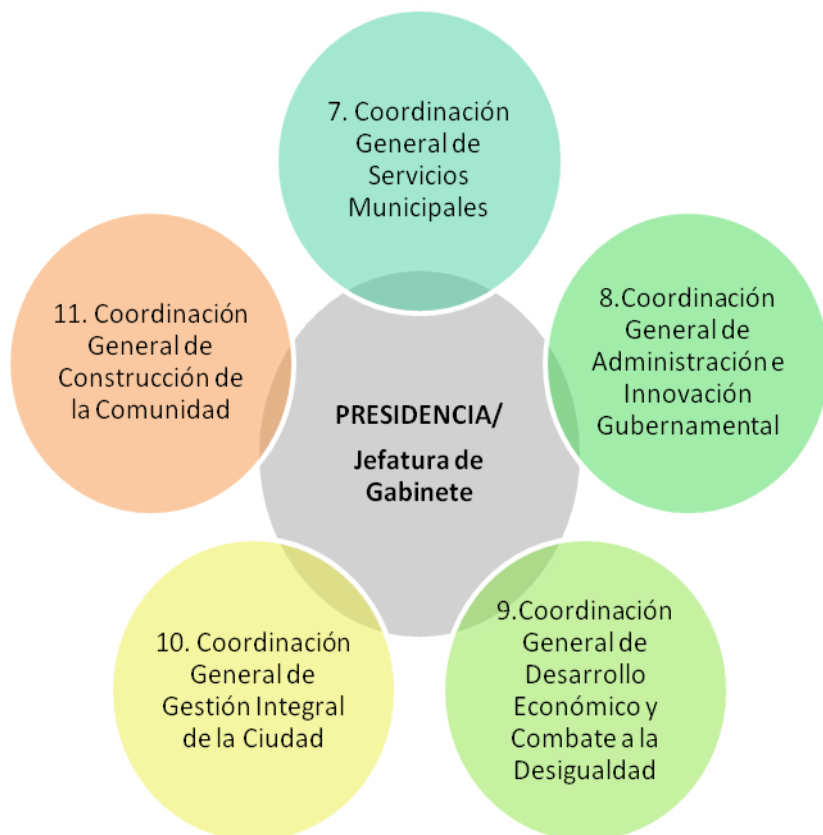 7. Coordinación
General de
Servicios
Municipales
8.Coordinación
General de
Administración e
Innovación
Gubernamental
9.Coordinación
General de
Desarrollo
Económico y
Combate a la
Desigualdad
10. Coordinación
General de
Gestión Integral
de la Ciudad
11. Coordinación
General de
Construcción de
la Comunidad
PRESIDENCIA/
Jefatura de
Gabinete